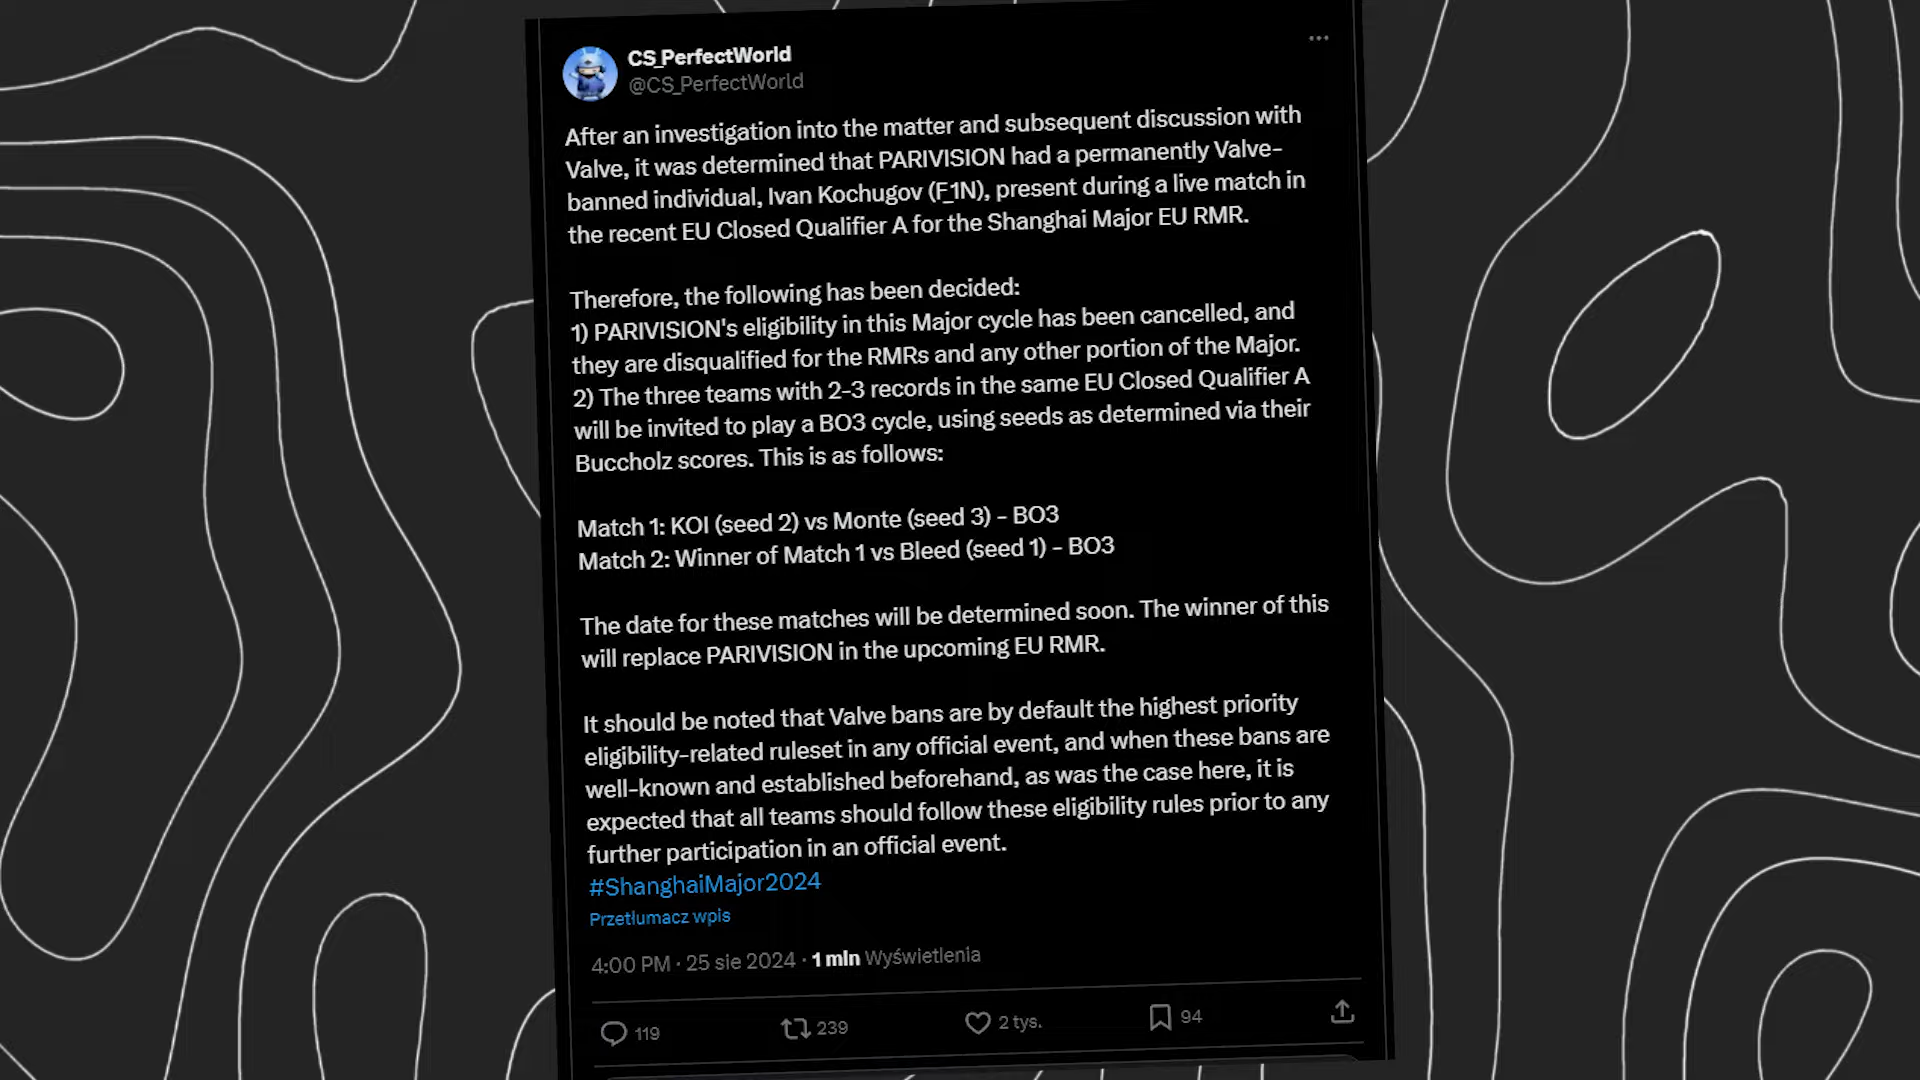 CS_PerfectWorld
@CS_PerfectWorld
After an investigation into the matter and subsequent discussion with
Valve, it was determined that PARIVISION had a permanently Valve-
banned individual, Ivan Kochugov (F_1N), present during a live match in
the recent EU Closed Qualifier A for the Shanghai Major EU RMR.
Therefore, the following has been decided:
1) PARIVISION's eligibility in this Major cycle has been cancelled, and
they are disqualified for the RMRs and any other portion of the Major.
2) The three teams with 2-3 records in the same EU Closed Qualifier A
will be invited to play a BO3 cycle, using seeds as determined via their
Buccholz scores. This is as follows:
Match 1: KOI (seed 2) vs Monte (seed 3) - BO3
Match 2: Winner of Match 1 vs Bleed (seed 1) - BO3
The date for these matches will be determined soon. The winner of this
will replace PARIVISION in the upcoming EU RMR.
It should be noted that Valve bans are by default the highest priority
eligibility-related ruleset in any official event, and when these bans are
well-known and established beforehand, as was the case here, it is
expected that all teams should follow these eligibility rules prior to any
further participation in an official event.
#ShanghaiMajor2024
Przetłumacz wpis
4:00 PM · 25 sie 2024 · 1 mln Wyświetlenia
119 239 2 tys. 94